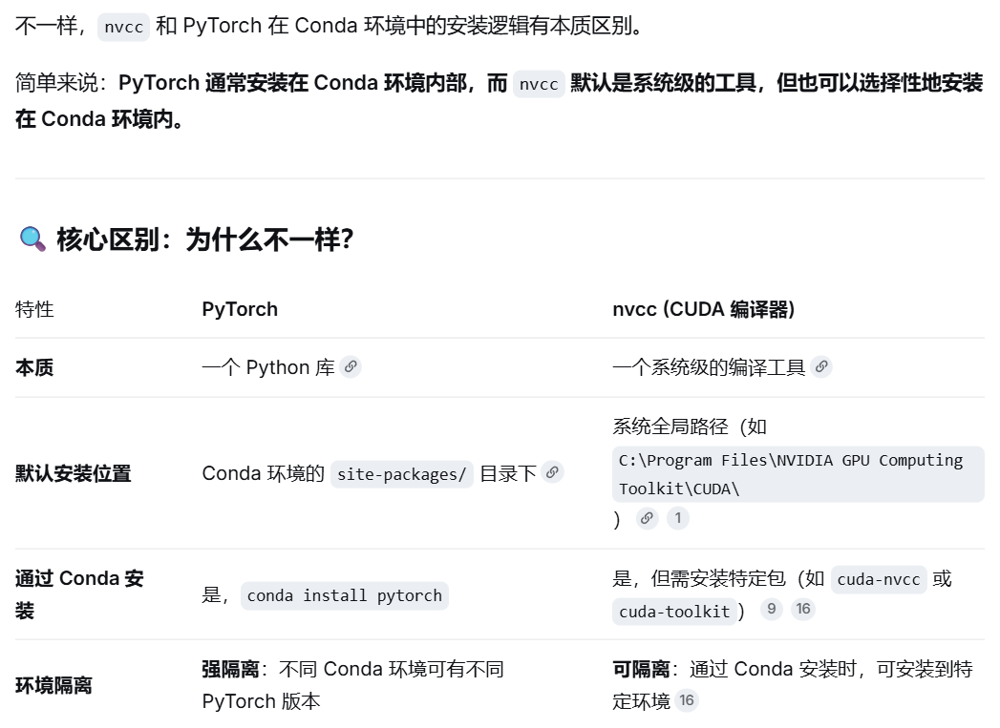 不一样，nvcc 和 PyTorch 在 Conda 环境中的安装逻辑有本质区别。
简单来说：PyTorch 通常安装在 Conda 环境内部，而 nvcc 默认是系统级的工具，但也可以选择性地安装
在 Conda 环境内。
🔍 核心区别：为什么不一样？
特性 PyTorch nvcc (CUDA 编译器)
本质 一个 Python 库 一个系统级的编译工具
系统全局路径（如
默认安装位置 Conda 环境的 site-packages/ 目录下 C:\Program Files\NVIDIA GPU Computing
Toolkit\CUDA\
） 1
通过 Conda 安 是，conda install pytorch 是，但需安装特定包（如 cuda-nvcc 或
装 cuda-toolkit） 9 16
环境隔离 强隔离：不同 Conda 环境可有不同 可隔离：通过 Conda 安装时，可安装到特
PyTorch 版本 定环境 16